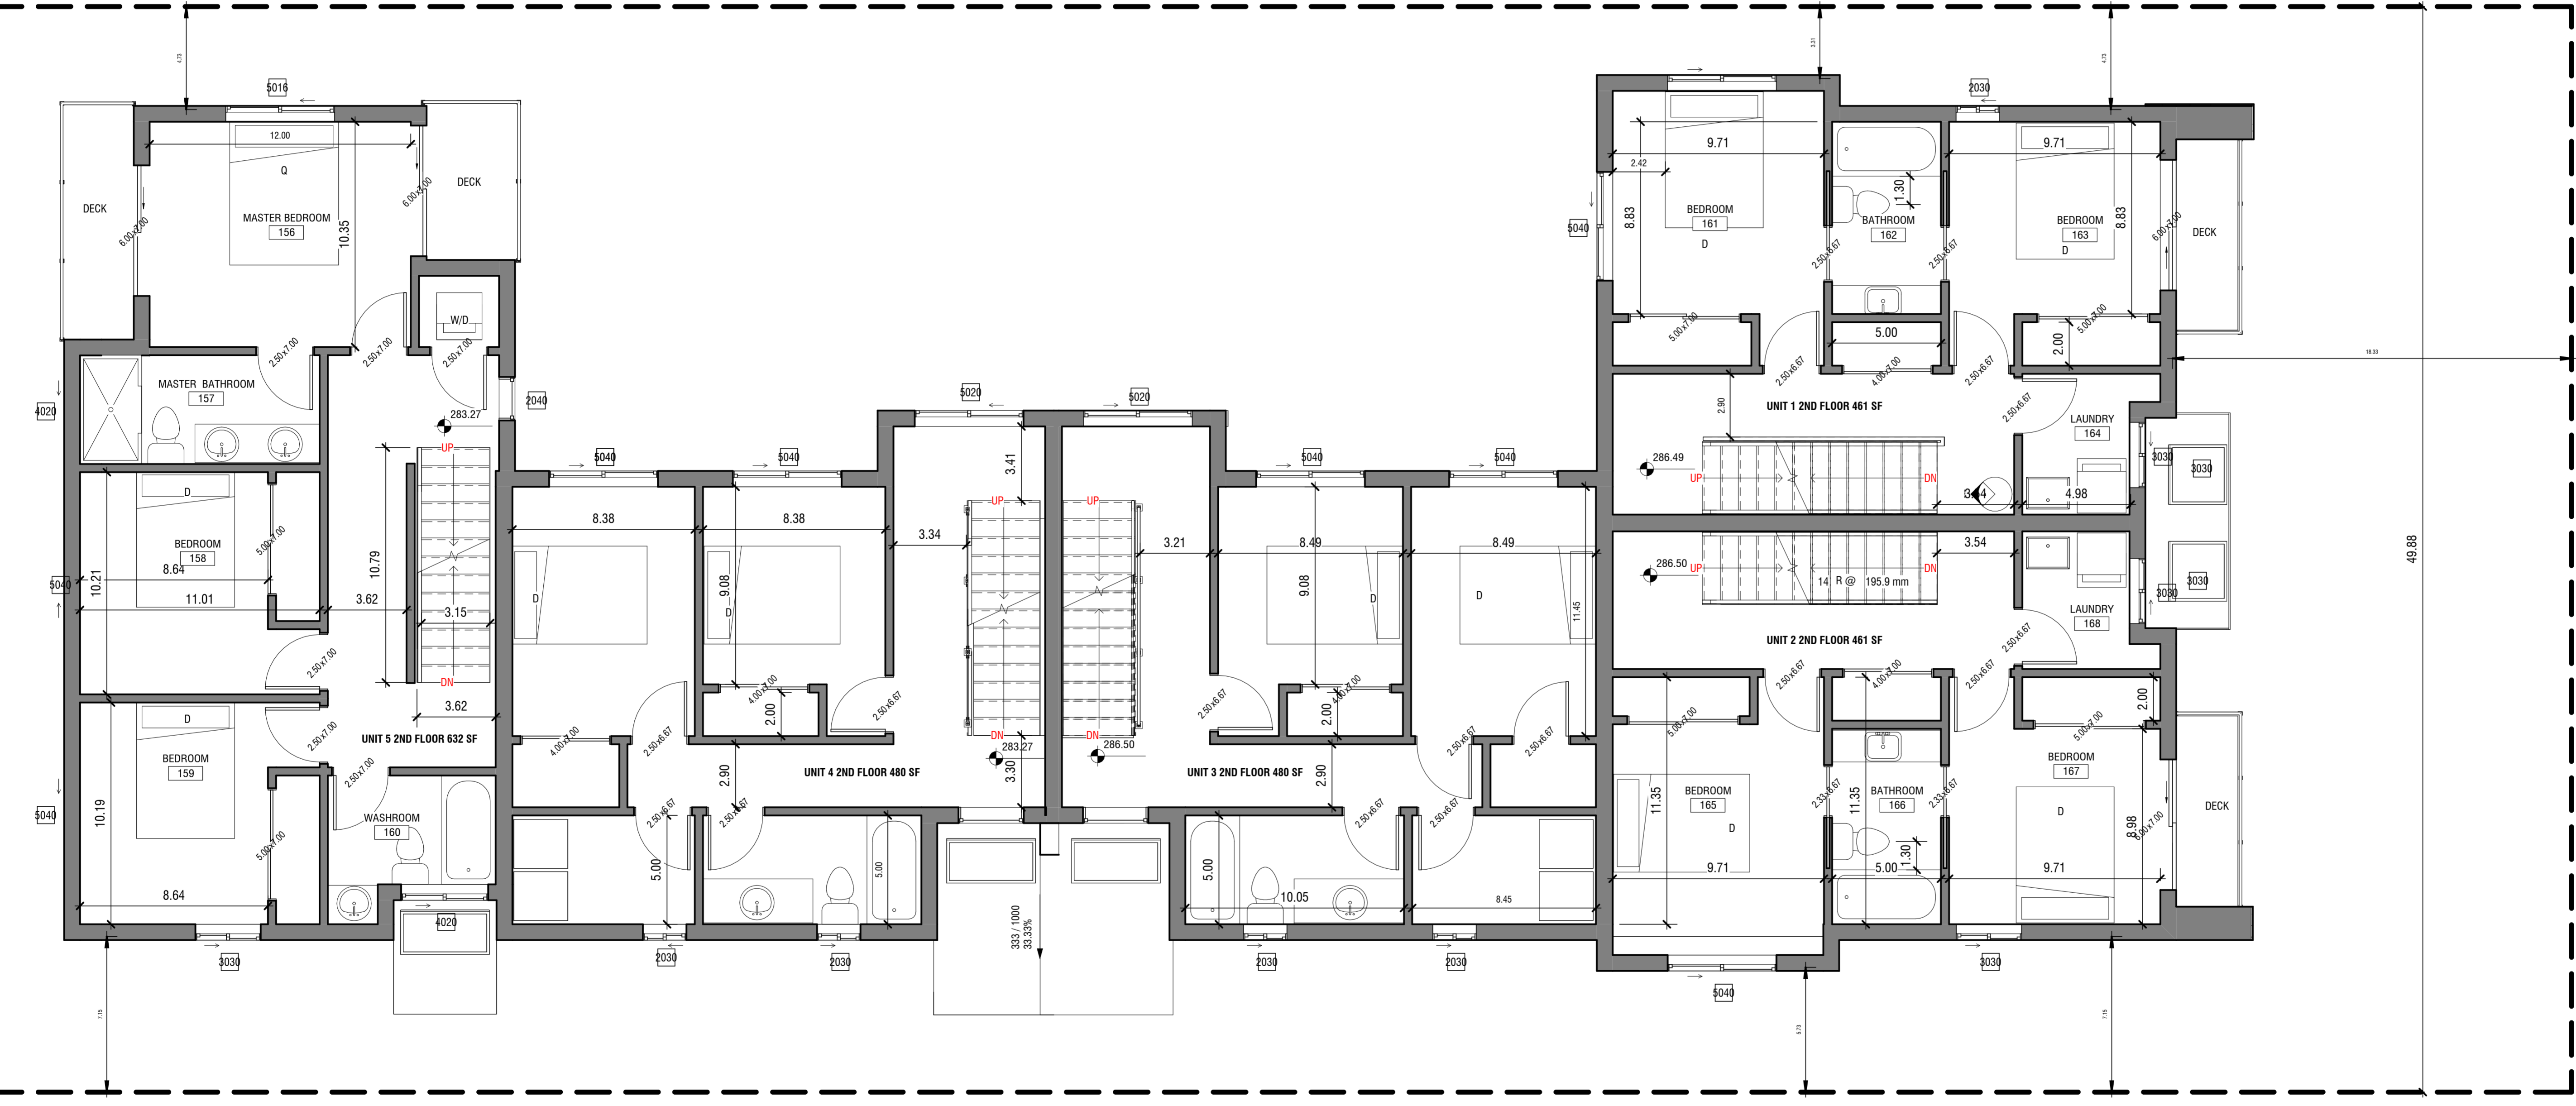 4.73
3.31
4.73
5016
12.00
Q
DECK
DECK
6.00x7.00
6.00x7.00
MASTER BEDROOM
156
10.35
W/D
2.50x7.00
2.50x7.00
2.50x7.00
MASTER BATHROOM
157
4020
283.27
2040
UP
D
BEDROOM
158
8.64
5.00x7.00
5040
10.21
11.01
3.62
10.79
3.15
2.50x7.00
DN
3.62
D
2.50x7.00
UNIT 5 2ND FLOOR 632 SF
BEDROOM
159
2.50x7.00
10.19
5040
5.00x7.00
WASHROOM
160
8.64
4020
3030
7.15
5040
5040
8.38
8.38
D
D
9.08
4.00x7.00
2.00
2.50x6.67
4.00x7.00
2.50x6.67
2.90
UNIT 4 2ND FLOOR 480 SF
2.50x6.67
2.50x6.67
5.00
5.00
2030
2030
5020
3.41
UP
3.34
DN
283.27
3.30
333 / 1000
33.33%
5020
UP
3.21
DN
286.50
5040
5040
8.49
8.49
9.08
D
D
11.45
2.50x6.67
4.00x7.00
2.00
2.50x6.67
2.50x6.67
UNIT 3 2ND FLOOR 480 SF
2.90
2.50x6.67
2.50x6.67
5.00
10.05
8.45
2030
2030
9.71
2.42
8.83
BEDROOM
161
D
5040
5.00x7.00
1.30
BATHROOM
162
2.50x6.67
2.50x6.67
5.00
2030
9.71
BEDROOM
163
D
8.83
6.00x7.00
DECK
5.00x7.00
2.00
18.33
2.50x6.67
4.00x7.00
2.50x6.67
2.90
UNIT 1 2ND FLOOR 461 SF
2.50x6.67
LAUNDRY
164
286.49
UP
DN
3.54
4.98
3030
3030
286.50
UP
DN
14 R @ 195.9 mm
3.54
3030
3030
LAUNDRY
168
UNIT 2 2ND FLOOR 461 SF
2.50x6.67
2.50x6.67
4.00x7.00
2.50x6.67
2.00
5.00x7.00
5.00x7.00
BEDROOM
165
11.35
D
9.71
2.33x6.67
11.35
BATHROOM
166
2.33x6.67
1.30
5.00
BEDROOM
167
D
9.71
8.98
6.00x7.00
DECK
5040
3030
5.73
7.15
49.88